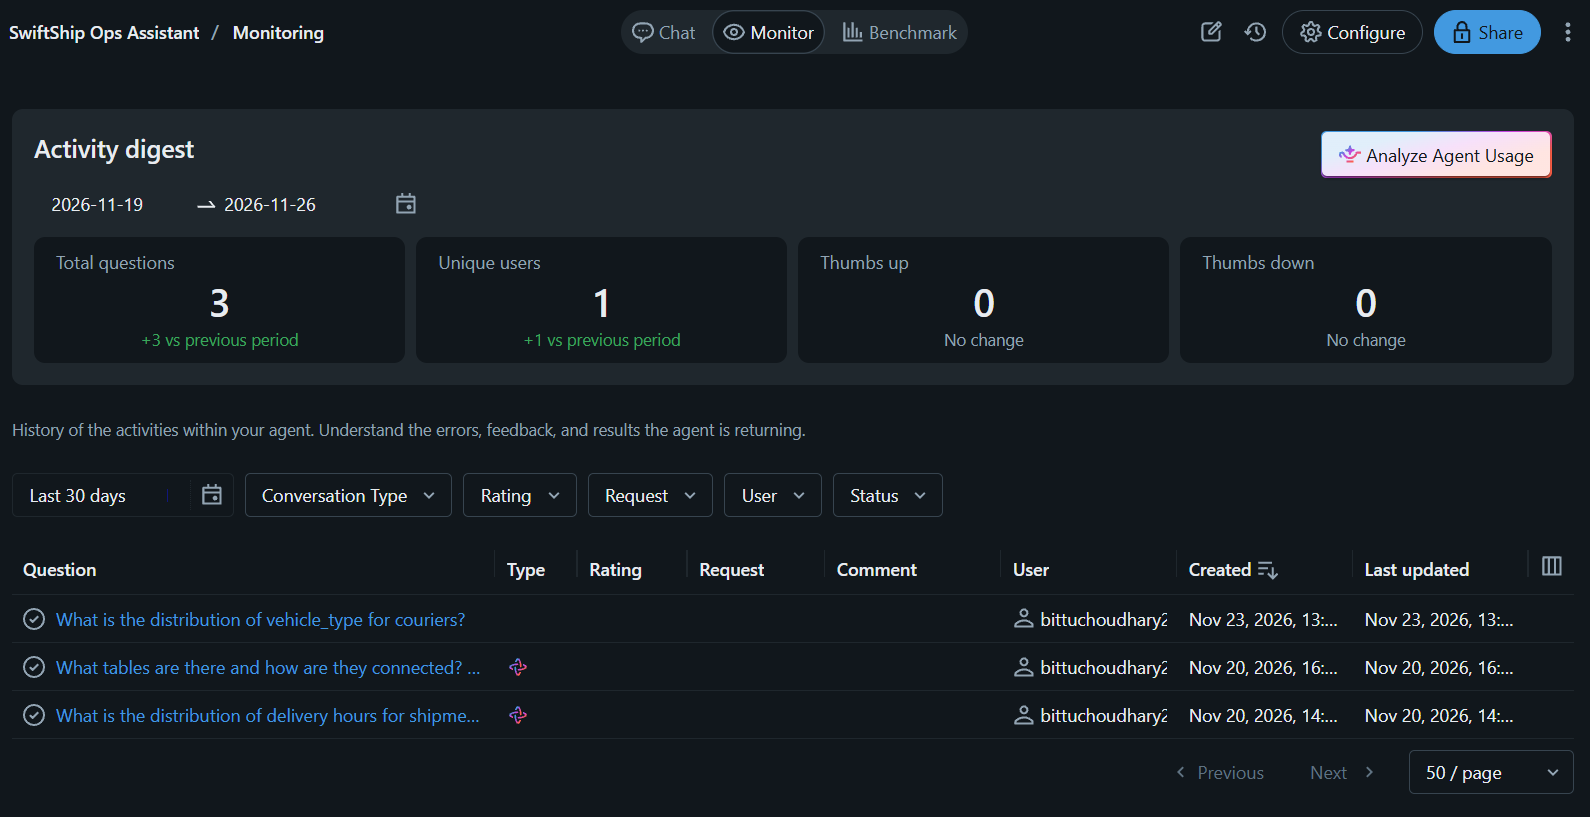 SwiftShip Ops Assistant / Monitoring
Chat
Monitor
Benchmark
Configure
Share
Activity digest
Analyze Agent Usage
2026-11-19 → 2026-11-26
Total questions
3
+3 vs previous period
Unique users
1
+1 vs previous period
Thumbs up
0
No change
Thumbs down
0
No change
History of the activities within your agent. Understand the errors, feedback, and results the agent is returning.
Last 30 days
Conversation Type
Rating
Request
User
Status
Question Type Rating Request Comment User Created Last updated
What is the distribution of vehicle_type for couriers? bittuchoudhary2 Nov 23, 2026, 13:... Nov 23, 2026, 13:...
What tables are there and how are they connected? ... bittuchoudhary2 Nov 20, 2026, 16:... Nov 20, 2026, 16:...
What is the distribution of delivery hours for shipme... bittuchoudhary2 Nov 20, 2026, 14:... Nov 20, 2026, 14:...
Previous Next 50 / page